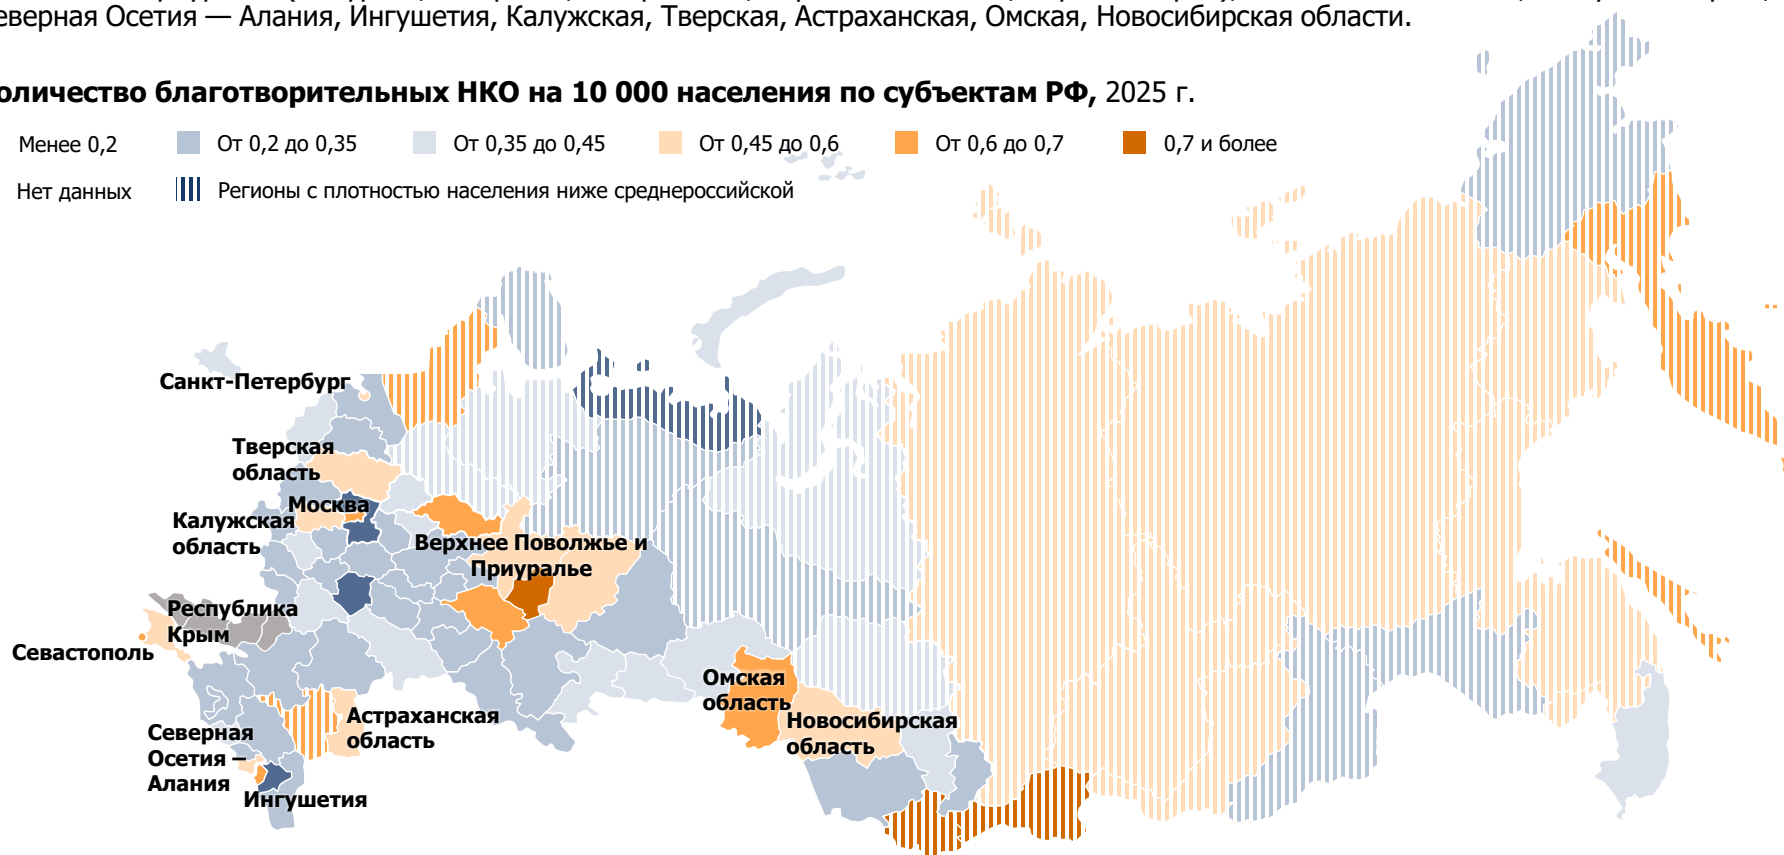 Северная Осетия — Алания, Ингушетия, Калужская, Тверская, Астраханская, Омская, Новосибирская области.
Количество благотворительных НКО на 10 000 населения по субъектам РФ, 2025 г.
Менее 0,2 От 0,2 до 0,35 От 0,35 до 0,45 От 0,45 до 0,6 От 0,6 до 0,7 0,7 и более
Нет данных Регионы с плотностью населения ниже среднероссийской
Санкт-Петербург
Тверская
область
Москва
Калужская
область
Верхнее Поволжье и
Приуралье
Республика
Крым
Севастополь
Омская
область
Новосибирская
область
Астраханская
область
Северная
Осетия –
Алания
Ингушетия